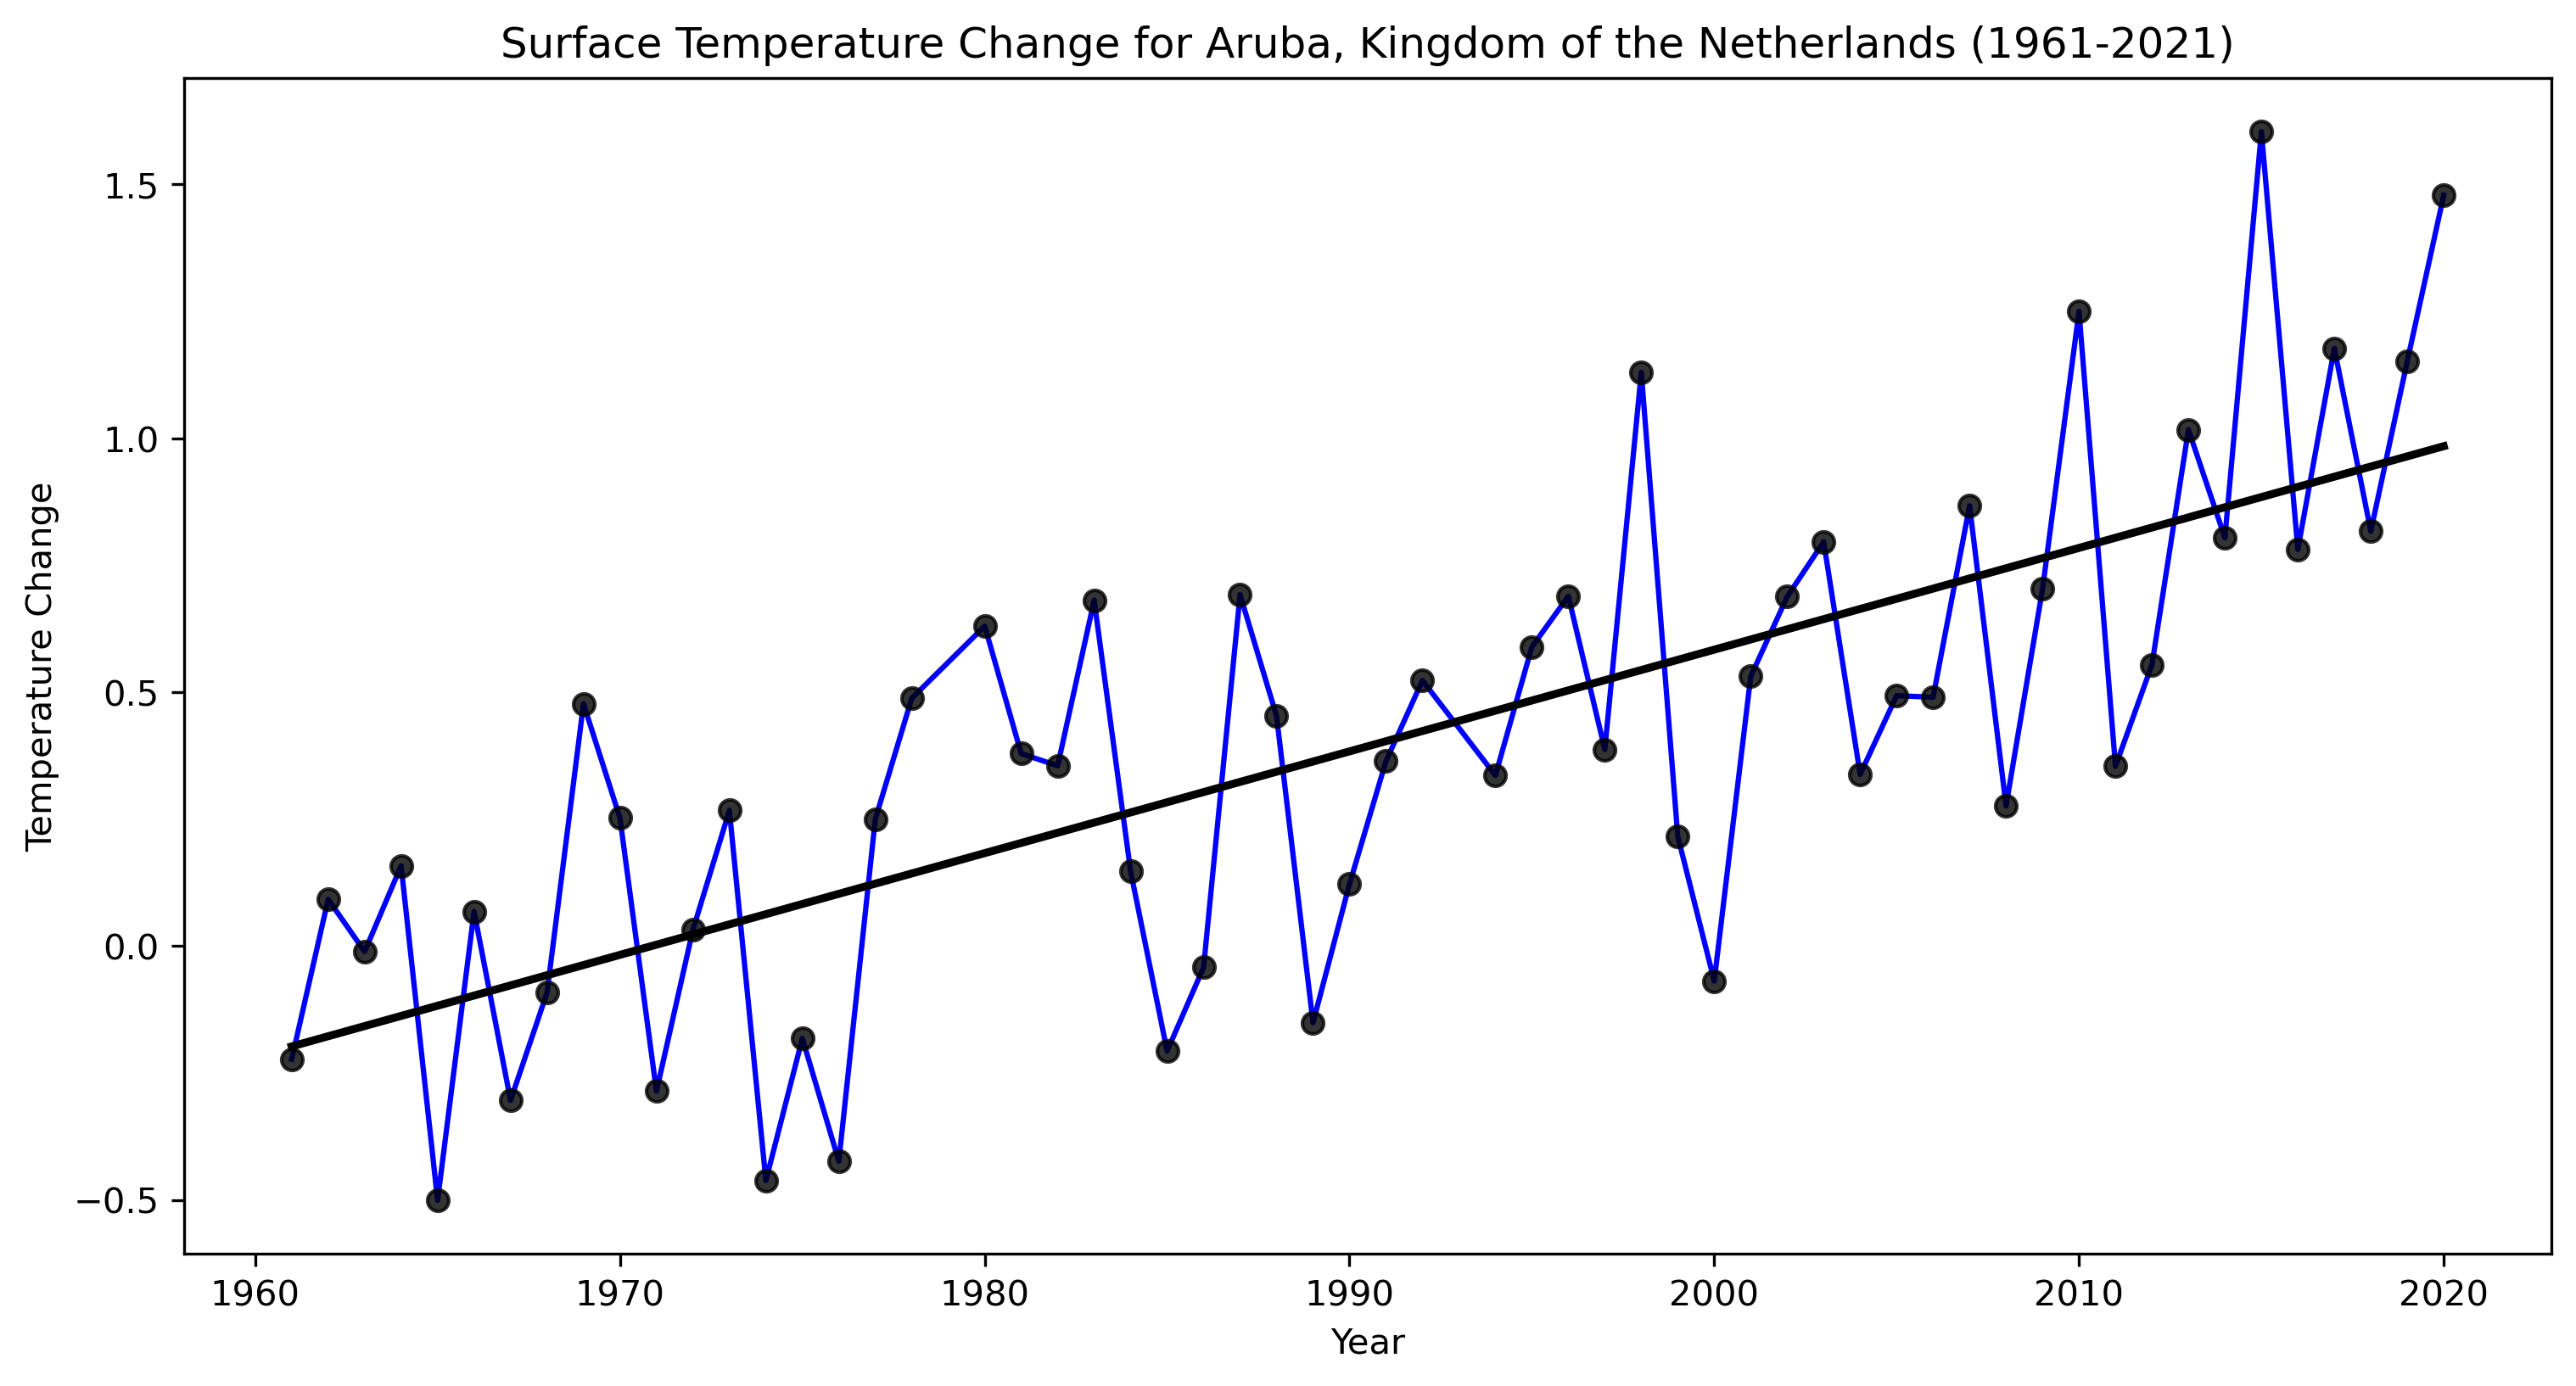 Surface Temperature Change for Aruba, Kingdom of the Netherlands (1961-2021)
1.5
1.0
0.5
0.0
−0.5
Temperature Change
1960 1970 1980 1990 2000 2010 2020
Year